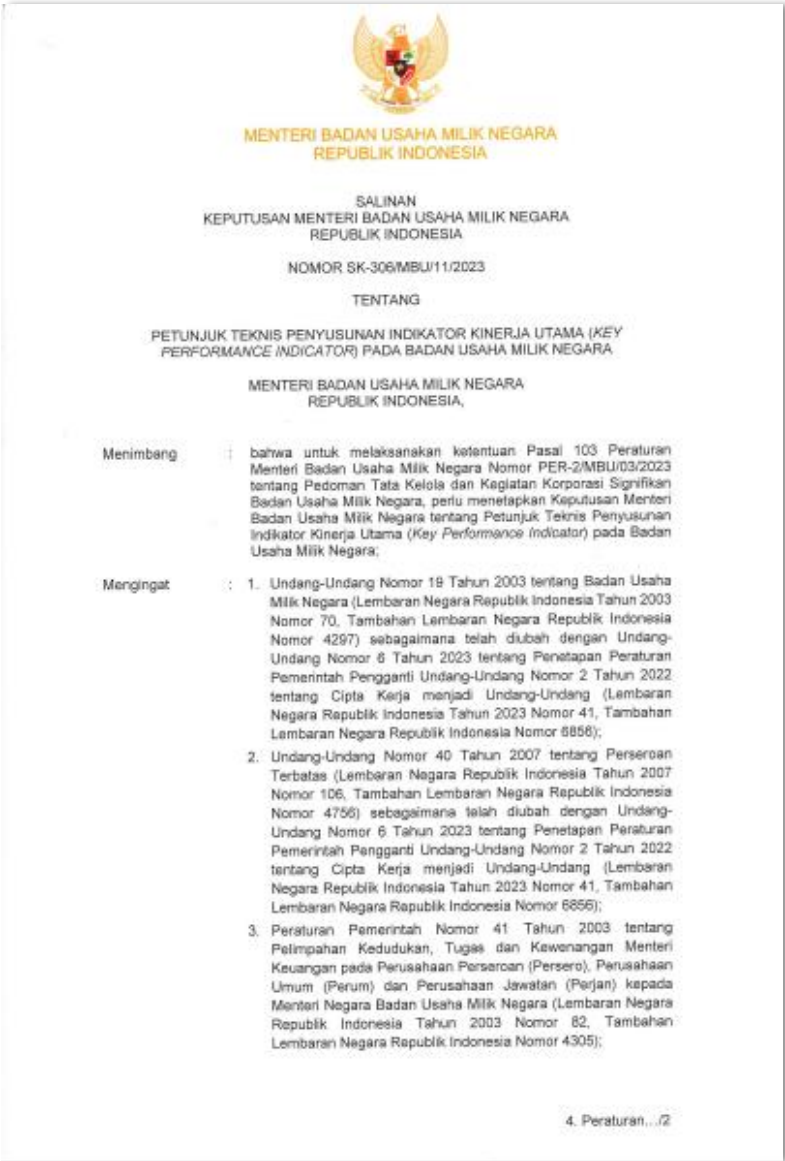 MENTERI BADAN USAHA MILIK NEGARA
REPUBLIK INDONESIA
SALINAN
KEPUTUSAN MENTERI BADAN USAHA MILIK NEGARA
REPUBLIK INDONESIA
NOMOR SK-306/MBU/11/2023
TENTANG
PETUNJUK TEKNIS PENYUSUNAN INDIKATOR KINERJA UTAMA (KEY
PERFORMANCE INDICATOR) PADA BADAN USAHA MILIK NEGARA
MENTERI BADAN USAHA MILIK NEGARA
REPUBLIK INDONESIA,
Menimbang : bahwa untuk melaksanakan ketentuan Pasal 103 Peraturan
Menteri Badan Usaha Milik Negara Nomor PER-2/MBU/03/2023
tentang Pedoman Tata Kelola dan Kegiatan Korporasi Signifikan
Badan Usaha Milik Negara, perlu menetapkan Keputusan Menteri
Badan Usaha Milik Negara tentang Petunjuk Teknis Penyusunan
Indikator Kinerja Utama (Key Performance Indicator) pada Badan
Usaha Milik Negara;
Mengingat : 1. Undang-Undang Nomor 19 Tahun 2003 tentang Badan Usaha
Milik Negara (Lembaran Negara Republik Indonesia Tahun 2003
Nomor 70, Tambahan Lembaran Negara Republik Indonesia
Nomor 4297) sebagaimana telah diubah dengan Undang-
Undang Nomor 6 Tahun 2023 tentang Penetapan Peraturan
Pemerintah Pengganti Undang-Undang Nomor 2 Tahun 2022
tentang Cipta Kerja menjadi Undang-Undang (Lembaran
Negara Republik Indonesia Tahun 2023 Nomor 41, Tambahan
Lembaran Negara Republik Indonesia Nomor 6856);
2. Undang-Undang Nomor 40 Tahun 2007 tentang Perseroan
Terbatas (Lembaran Negara Republik Indonesia Tahun 2007
Nomor 106, Tambahan Lembaran Negara Republik Indonesia
Nomor 4756) sebagaimana telah diubah dengan Undang-
Undang Nomor 6 Tahun 2023 tentang Penetapan Peraturan
Pemerintah Pengganti Undang-Undang Nomor 2 Tahun 2022
tentang Cipta Kerja menjadi Undang-Undang (Lembaran
Negara Republik Indonesia Tahun 2023 Nomor 41, Tambahan
Lembaran Negara Republik Indonesia Nomor 6856);
3. Peraturan Pemerintah Nomor 41 Tahun 2003 tentang
Pelimpahan Kedudukan, Tugas dan Kewenangan Menteri
Keuangan pada Perusahaan Perseroan (Persero), Perusahaan
Umum (Perum) dan Perusahaan Jawatan (Perjan) kepada
Menteri Negara Badan Usaha Milik Negara (Lembaran Negara
Republik Indonesia Tahun 2003 Nomor 82, Tambahan
Lembaran Negara Republik Indonesia Nomor 4305);
4. Peraturan.../2